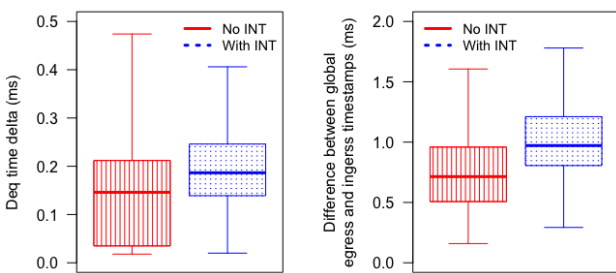 Deq time delta (ms)
0.5
0.4
0.3
0.2
0.1
0.0
No INT
With INT
Difference between global
egress and ingerss timestamps (ms)
2.0
1.5
1.0
0.5
0.0
No INT
With INT